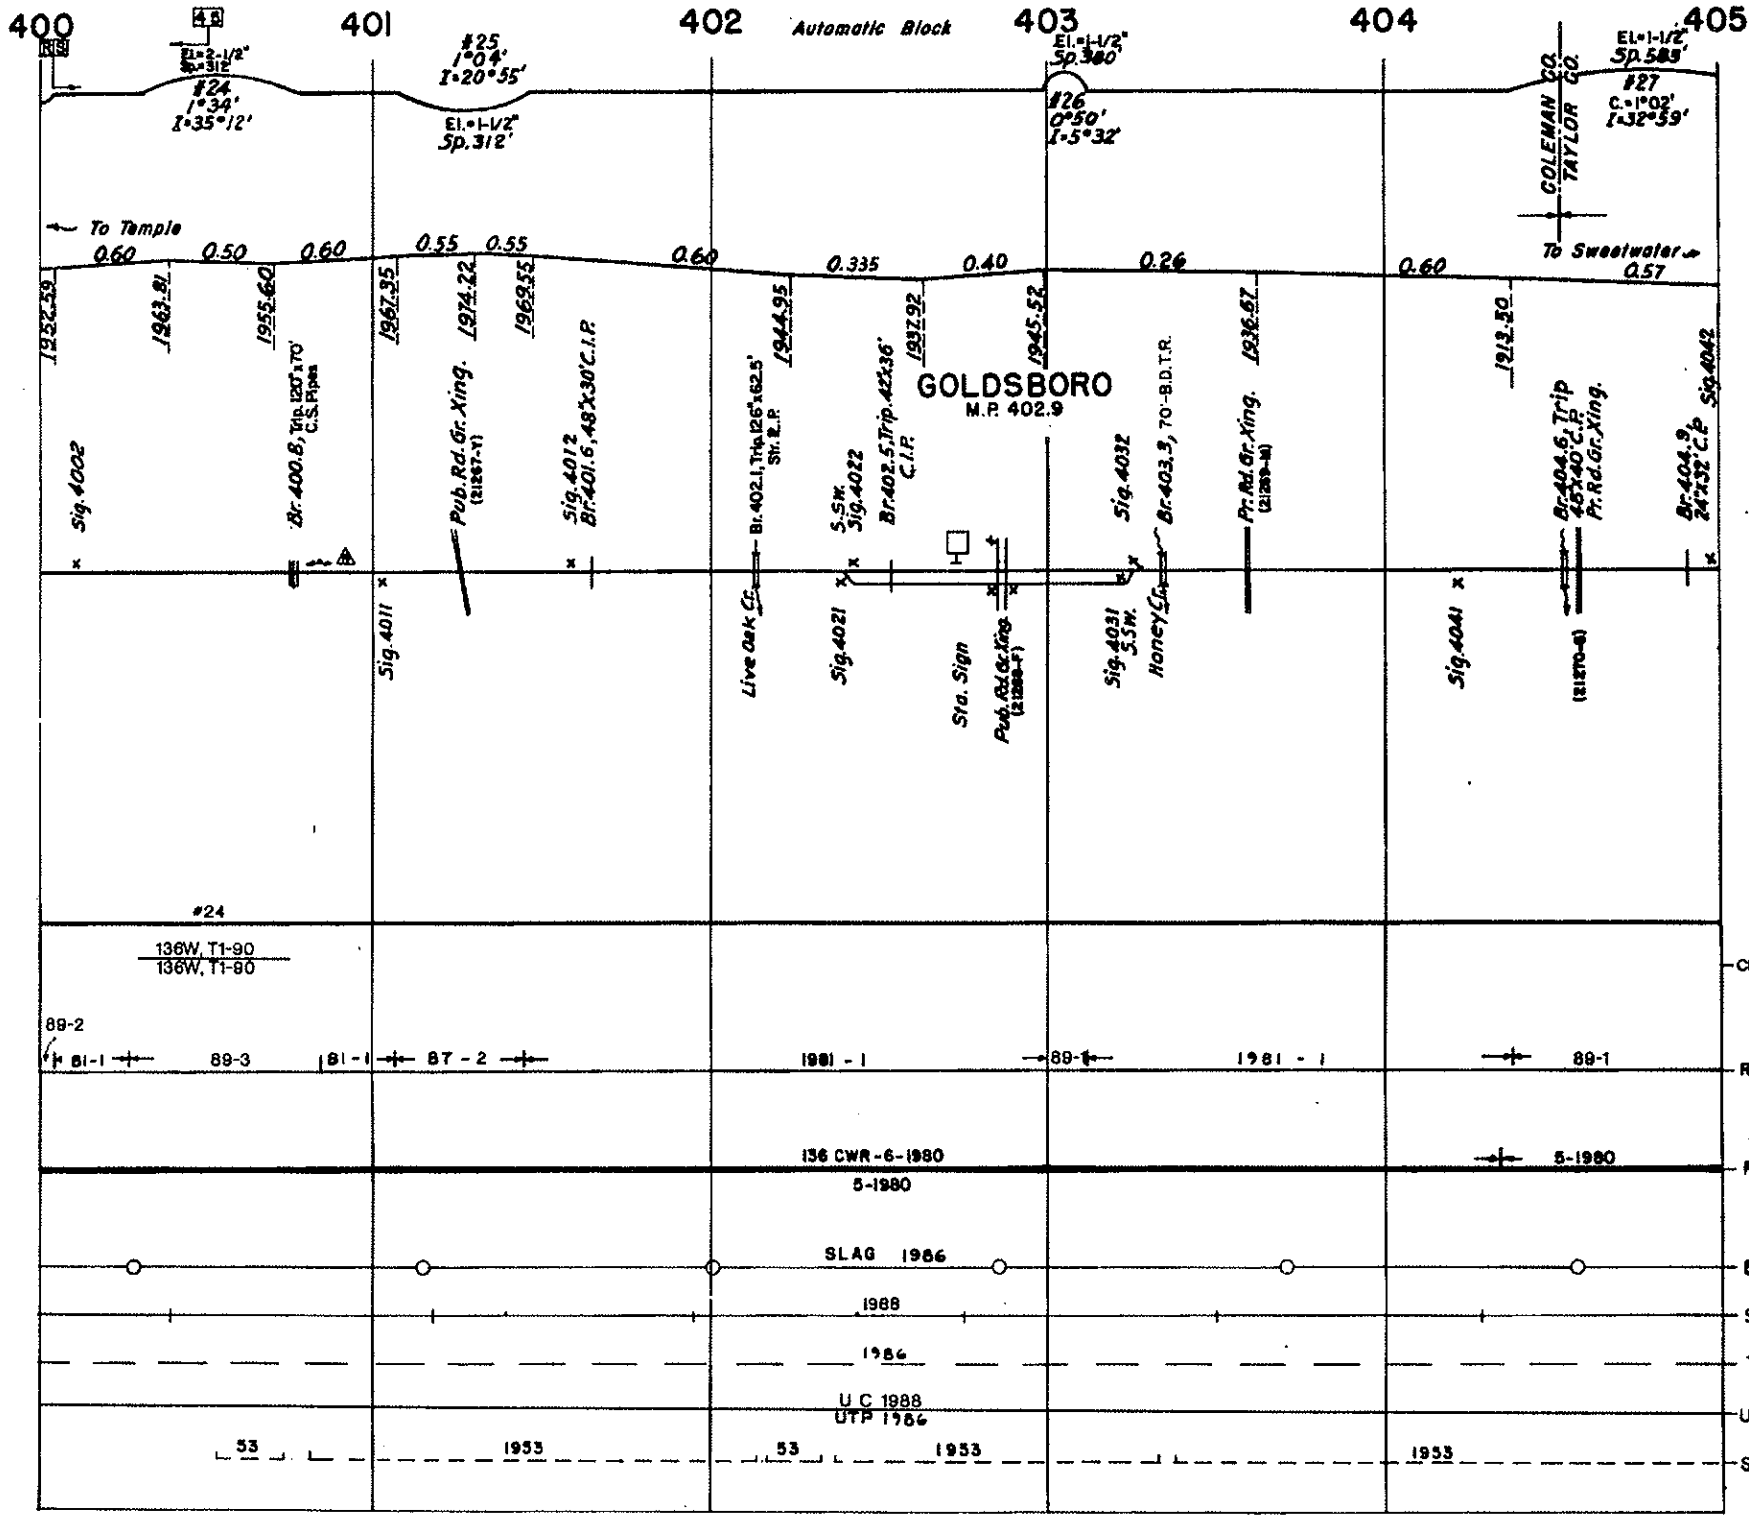 400
401
402
Automatic Block
403
404
405
46
RS
El.=2-1/2"
Sp.=312'
#24
1°34'
I=35°12'
#25
1°04'
I=20°55'
El.=1-1/2"
Sp.312'
El.=1-1/2"
Sp.380'
#26
0°50'
I=5°32'
COLEMAN CO.
TAYLOR CO.
El.=1-1/2"
Sp.583'
#27
C.=1°02'
I=32°59'
To Temple
To Sweetwater
0.60
0.50
0.60
0.55
0.55
0.60
0.335
0.40
0.26
0.60
0.57
1952.59
1963.81
1955.60
1967.35
1974.22
1969.55
1944.95
1937.92
1945.52
1936.67
1913.50
GOLDSBORO
M.P. 402.9
Sig.4002
Br.400.8, Trip.120"x70'
C.S. Pipes
Pub.Rd.Gr.Xing.
(21267-Y)
Sig.4012
Br.401.6,48"X30'C.I.P.
Br.402.1,Trip.126"x62.5'
Str. R.P.
S.Sw.
Sig.4022
Br.402.5,Trip.42"x36'
C.I.P.
Sig.4032
Br.403.3, 70'-B.D.T.R.
Pr.Rd.Gr.Xing.
(21269-M)
Br.404.6, Trip
48"X40'C.P.
Pr.Rd.Gr.Xing.
Br.404.9,
24"X32'C.P.
Sig.4042
Sig.4011
Live Oak Cr.
Sig.4021
Sta. Sign
Pub.Rd.Gr.Xing.
(21268-F)
Sig.4031
S.Sw.
Honey Cr.
Sig.4041
(21270-G)
#24
136W, T1-90
136W, T1-90
89-2
81-1
89-3
81-1
87-2
1981-1
89-1
1981-1
89-1
R
136 CWR-6-1980
5-1980
5-1980
SLAG 1986
1988
S
1986
U C 1988
UTP 1986
U
53
1953
53
1953
1953
S